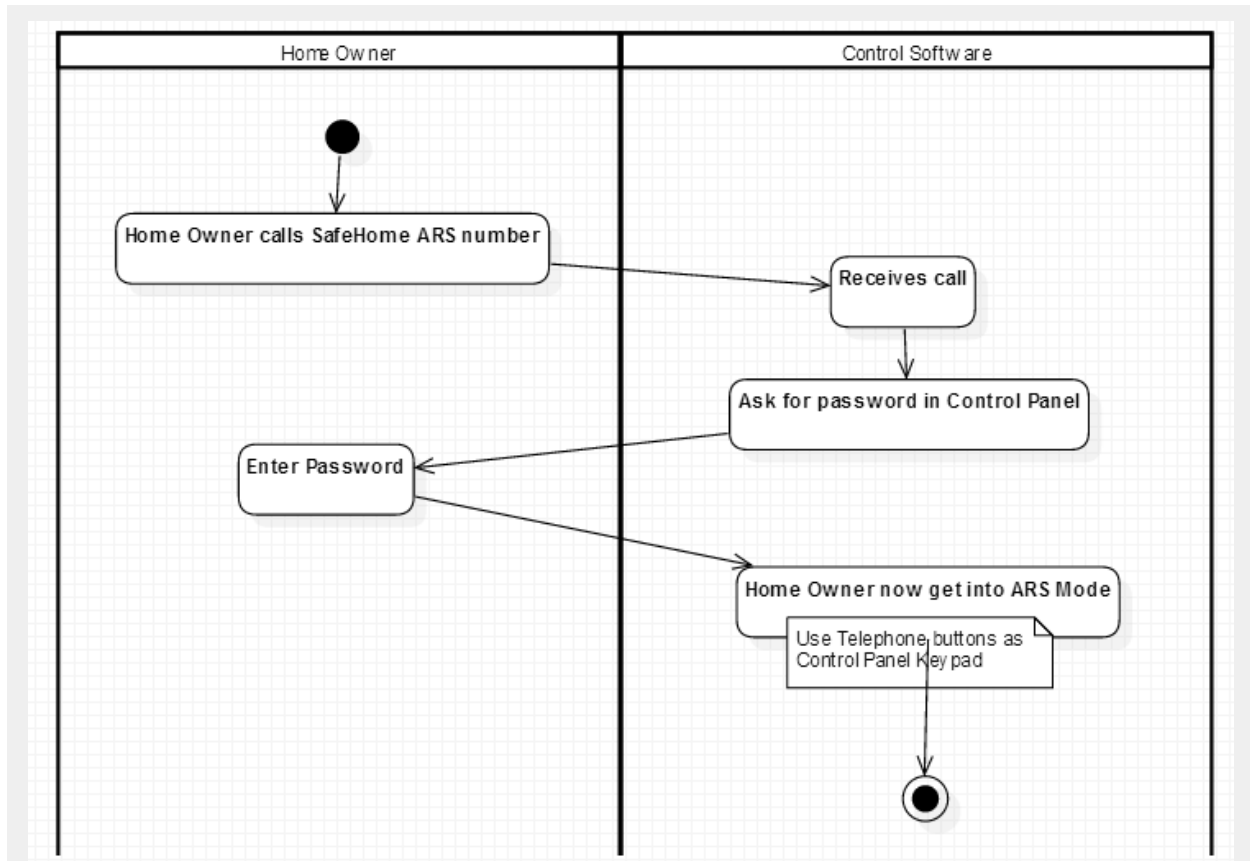 Home Owner
Control Software
Home Owner calls SafeHome ARS number
Receives call
Ask for password in Control Panel
Enter Password
Home Owner now get into ARS Mode
Use Telephone buttons as
Control Panel Keypad